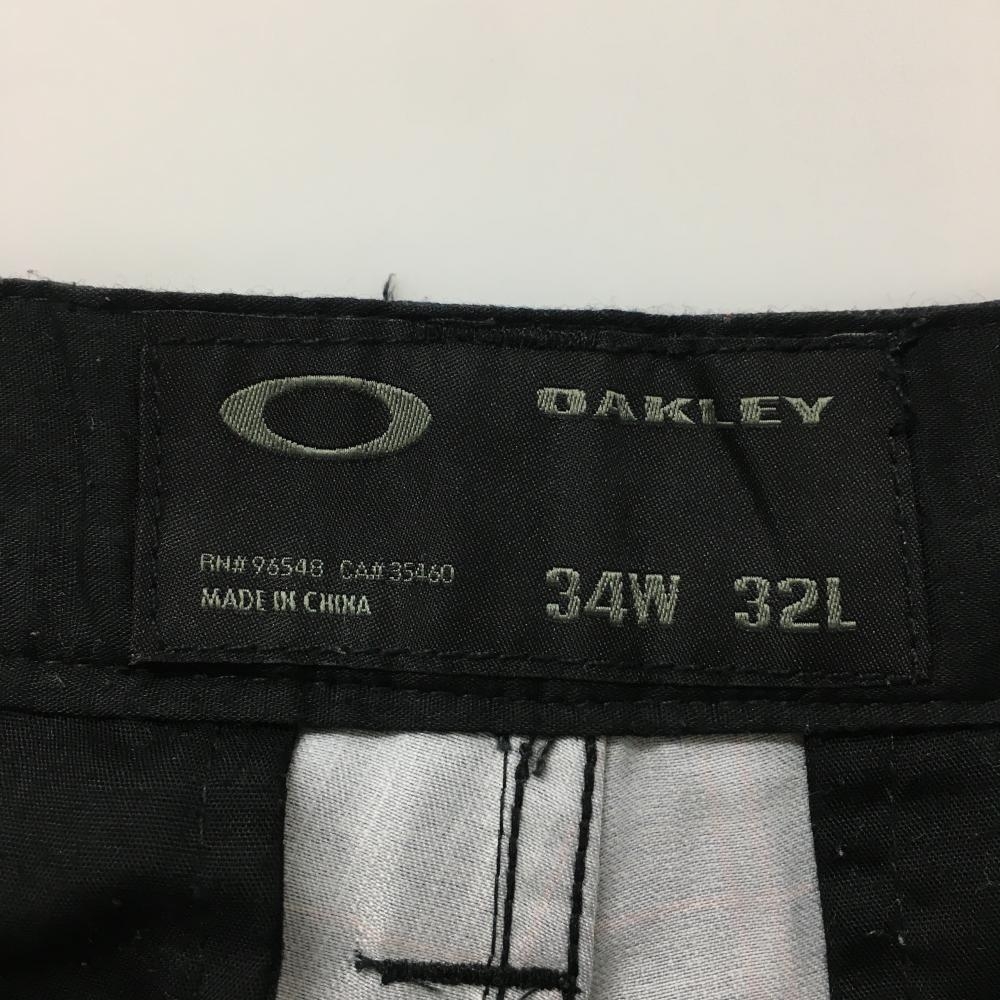 OAKLEY
RN# 96548 CA# 35460
MADE IN CHINA
34W 32L